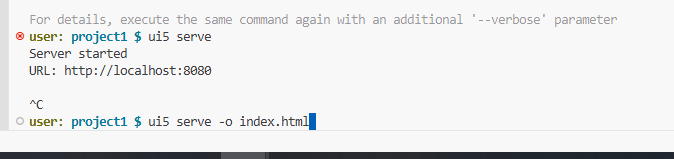 For details, execute the same command again with an additional '--verbose' parameter
user: project1 $ ui5 serve
Server started
URL: http://localhost:8080
^C
user: project1 $ ui5 serve -o index.html